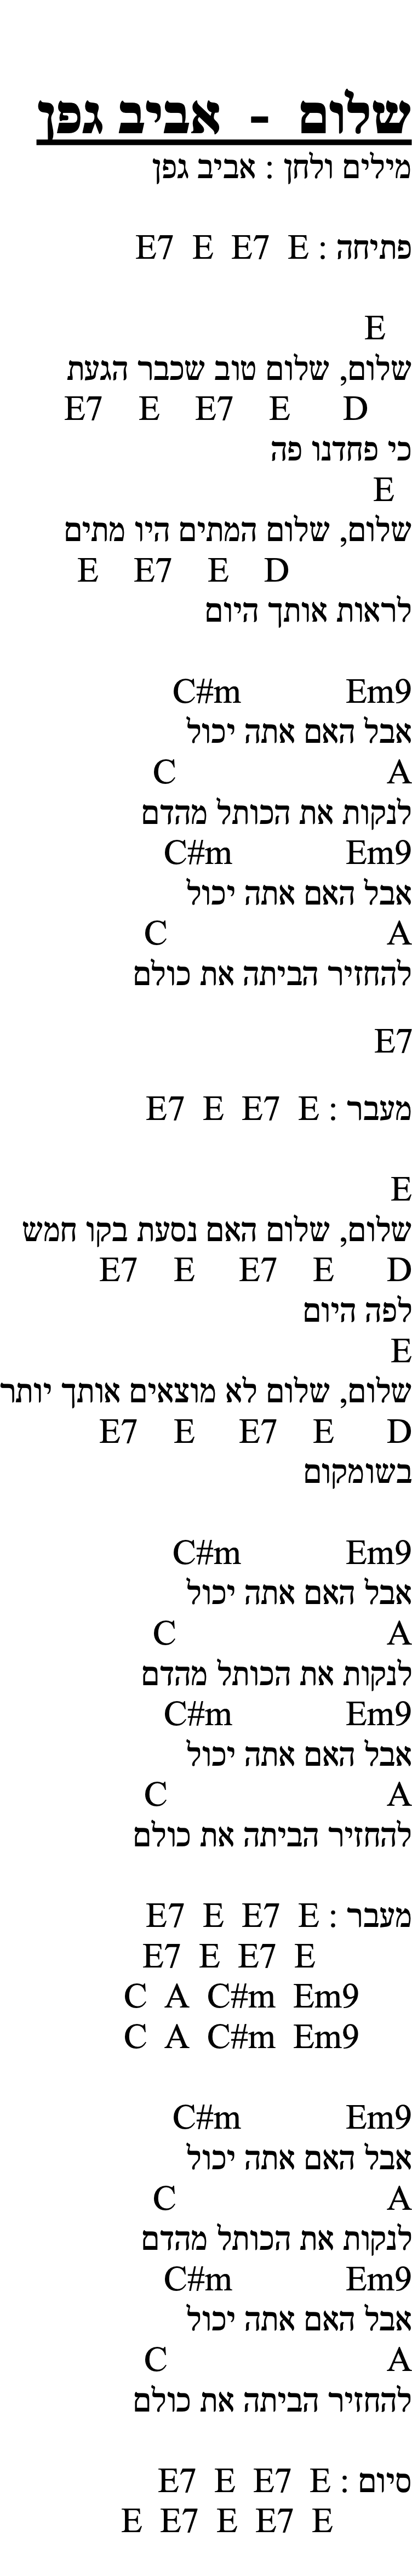 שלום - אביב גפן
מילים ולחן : אביב גפן
פתיחה : E7 E E7 E
E
שלום, שלום טוב שכבר הגעת
E7 E E7 E D
כי פחדנו פה
E
שלום, שלום המתים היו מתים
E E7 E D
לראות אותך היום
C#m Em9
אבל האם אתה יכול
C A
לנקות את הכותל מהדם
C#m Em9
אבל האם אתה יכול
C A
להחזיר הביתה את כולם
E7
מעבר : E7 E E7 E
E
שלום, שלום האם נסעת בקו חמש
E7 E E7 E D
לפה היום
E
שלום, שלום לא מוצאים אותך יותר
E7 E E7 E D
בשומקום
C#m Em9
אבל האם אתה יכול
C A
לנקות את הכותל מהדם
C#m Em9
אבל האם אתה יכול
C A
להחזיר הביתה את כולם
מעבר : E7 E E7 E
E7 E E7 E
C A C#m Em9
C A C#m Em9
C#m Em9
אבל האם אתה יכול
C A
לנקות את הכותל מהדם
C#m Em9
אבל האם אתה יכול
C A
להחזיר הביתה את כולם
סיום : E7 E E7 E
E E7 E E7 E